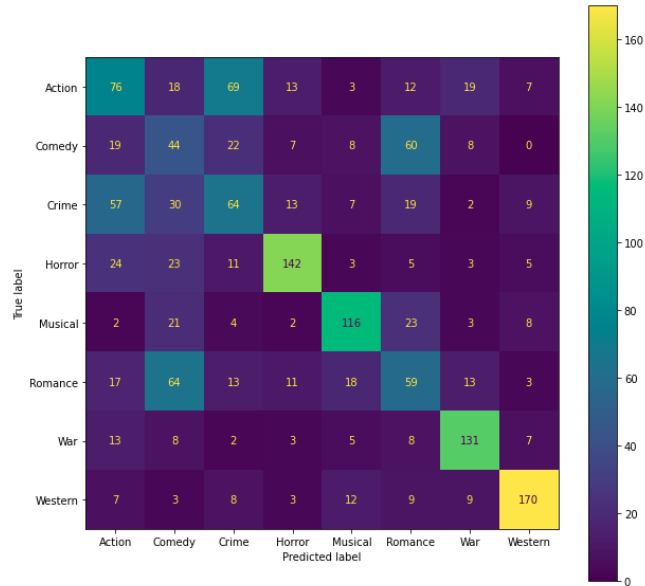 160
140
120
100
80
60
40
20
0
True label
Action 76 18 69 13 3 12 19 7
Comedy 19 44 22 7 8 60 8 0
Crime 57 30 64 13 7 19 2 9
Horror 24 23 11 142 3 5 3 5
Musical 2 21 4 2 116 23 3 8
Romance 17 64 13 11 18 59 13 3
War 13 8 2 3 5 8 131 7
Western 7 3 8 3 12 9 9 170
Action Comedy Crime Horror Musical Romance War Western
Predicted label